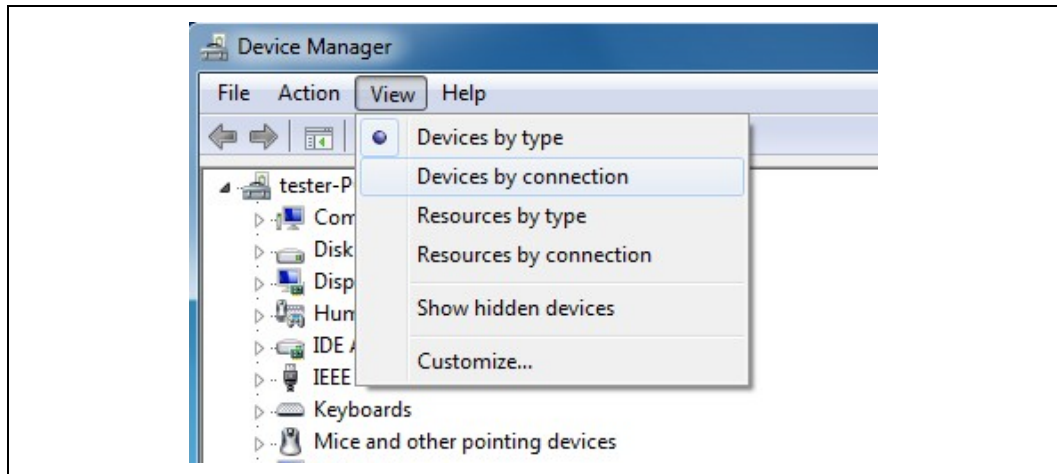 Device Manager
File Action View Help
Devices by type
tester-P
Devices by connection
Com
Resources by type
Disk
Resources by connection
Disp
Hum
Show hidden devices
IDE A
Customize...
IEEE
Keyboards
Mice and other pointing devices